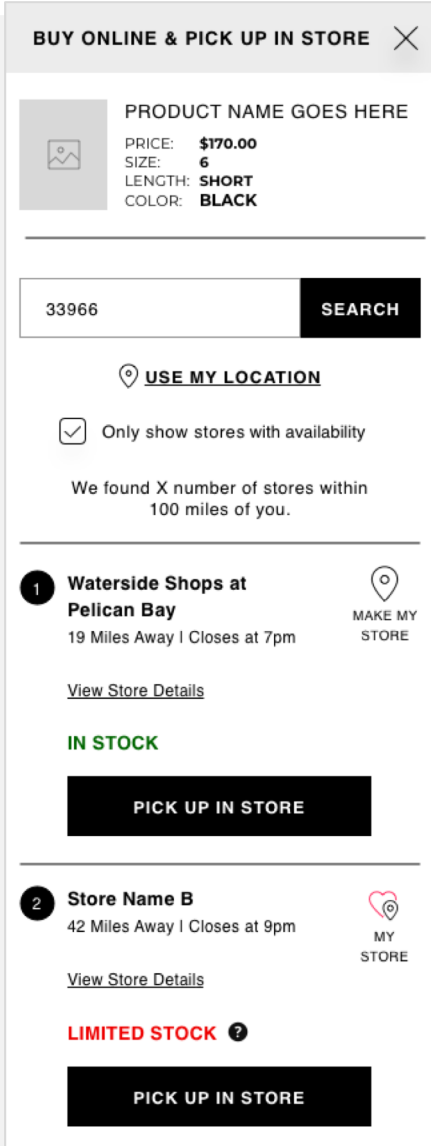 BUY ONLINE & PICK UP IN STORE
PRODUCT NAME GOES HERE
PRICE: $170.00
SIZE: 6
LENGTH: SHORT
COLOR: BLACK
33966
SEARCH
USE MY LOCATION
Only show stores with availability
We found X number of stores within
100 miles of you.
1
Waterside Shops at
Pelican Bay
19 Miles Away | Closes at 7pm
MAKE MY
STORE
View Store Details
IN STOCK
PICK UP IN STORE
2
Store Name B
42 Miles Away | Closes at 9pm
MY
STORE
View Store Details
LIMITED STOCK ?
PICK UP IN STORE